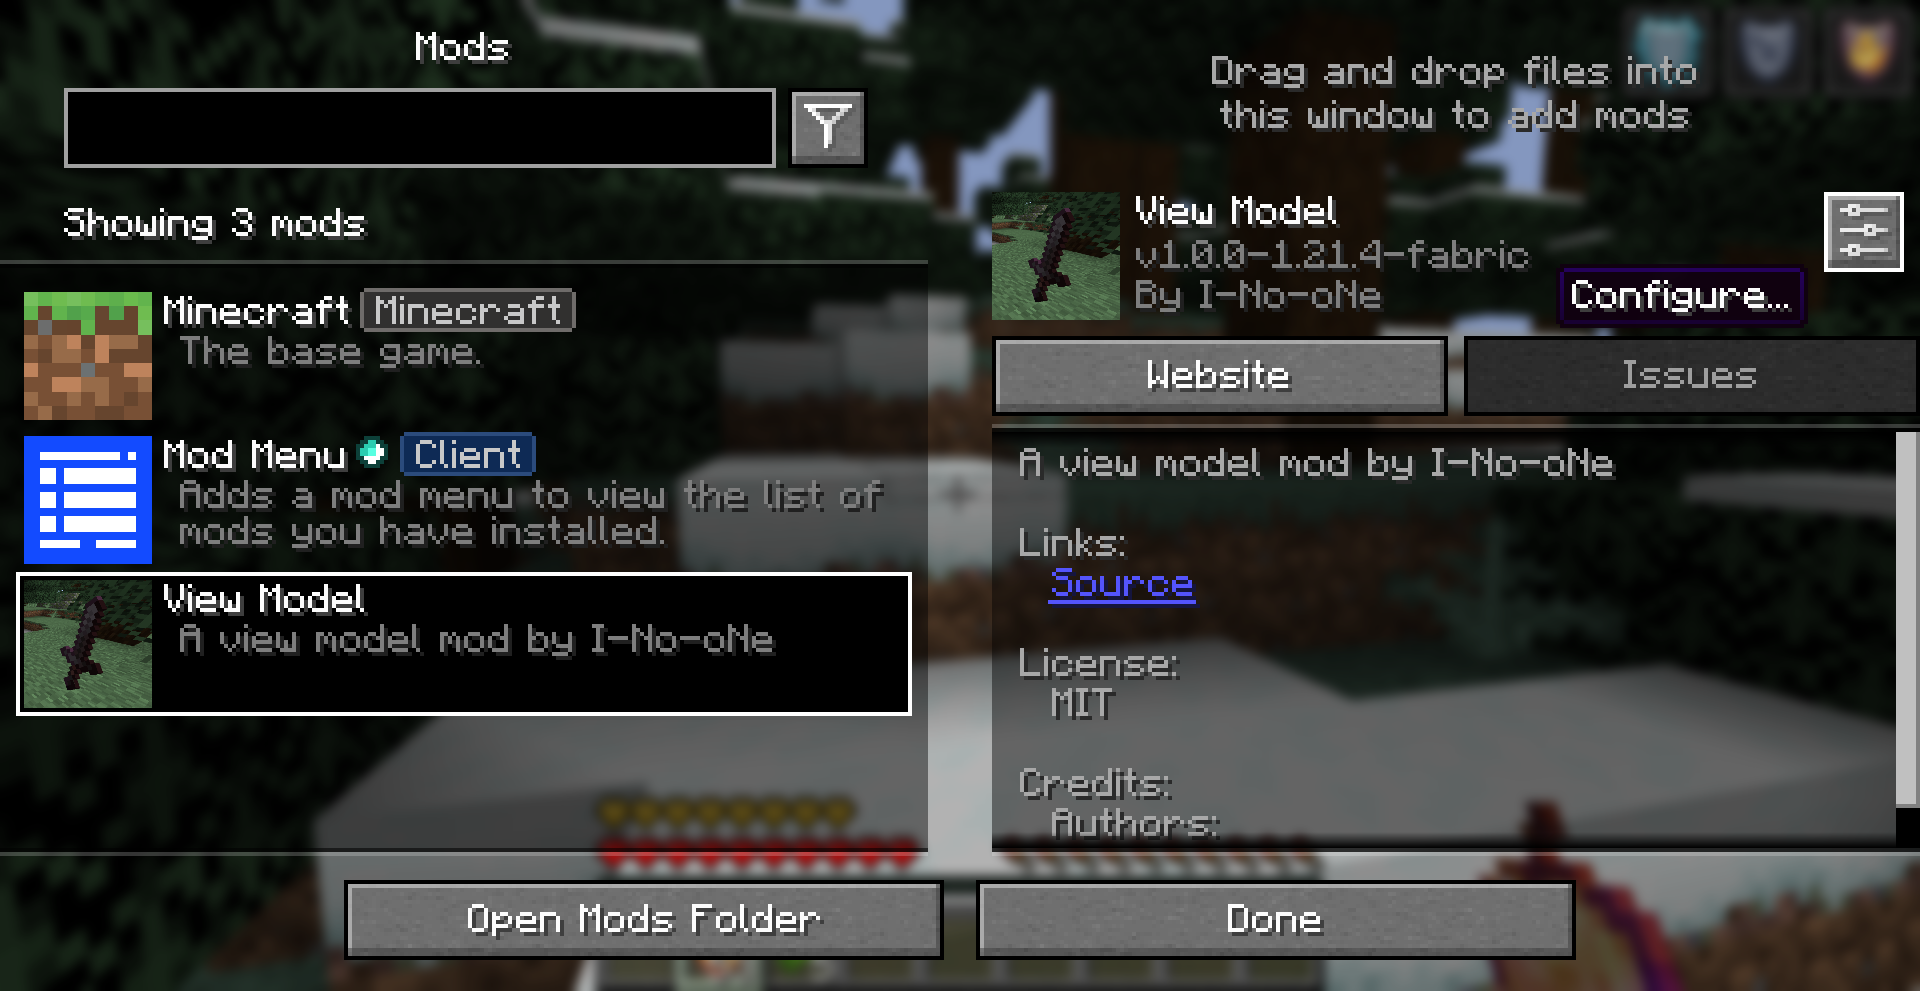 Mods
Drag and drop files into
this window to add mods
Showing 3 mods
Minecraft Minecraft
The base game.
Mod Menu Client
Adds a mod menu to view the list of
mods you have installed.
View Model
A view model mod by I-No-oNe
View Model
v1.0.0-1.21.4-fabric
By I-No-oNe
Configure...
Website
Issues
A view model mod by I-No-oNe
Links:
Source
License:
MIT
Credits:
Authors:
Open Mods Folder
Done